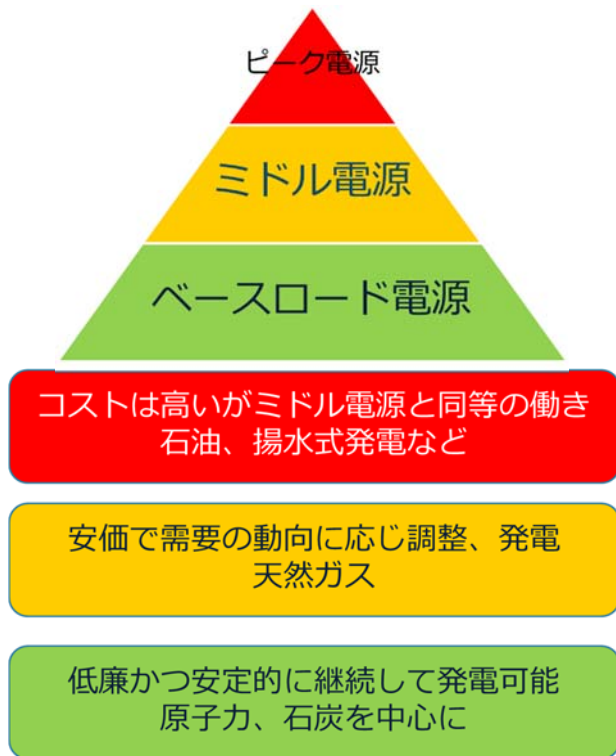 ピーク電源
ミドル電源
ベースロード電源
コストは高いがミドル電源と同等の働き
石油、揚水式発電など
安価で需要の動向に応じ調整、発電
天然ガス
低廉かつ安定的に継続して発電可能
原子力、石炭を中心に